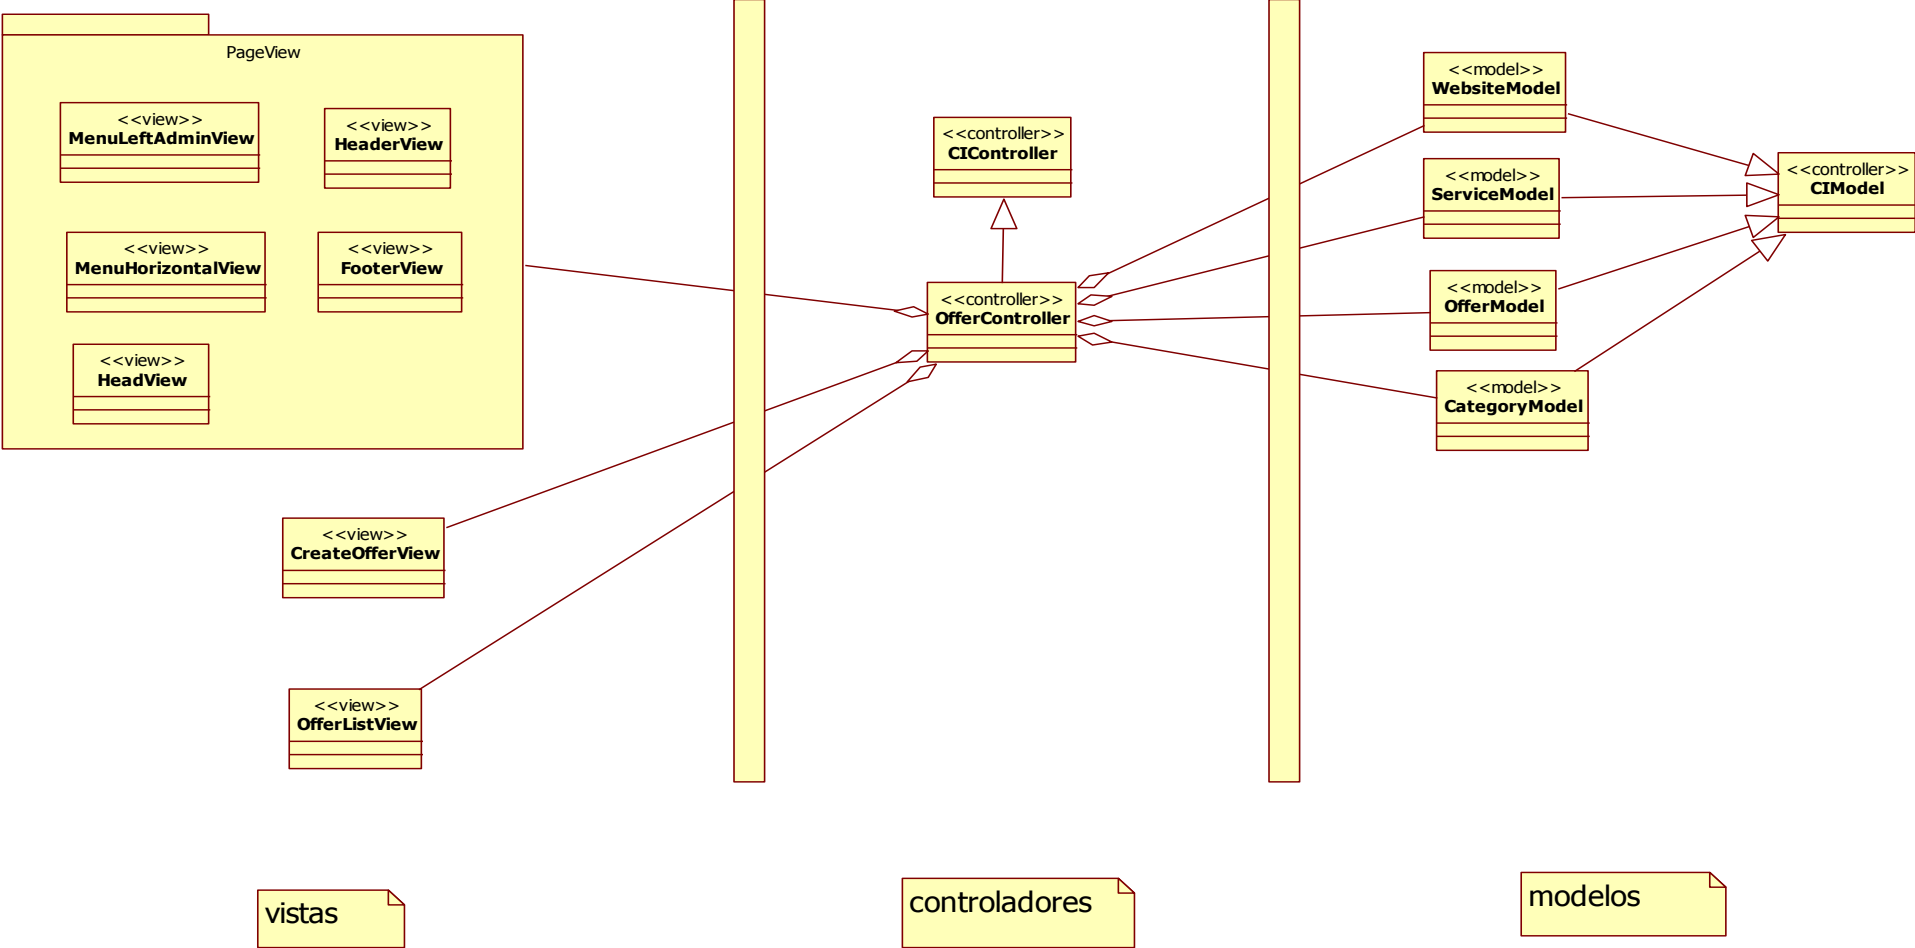 PageView
<<view>>
MenuLeftAdminView
<<view>>
HeaderView
<<view>>
MenuHorizontalView
<<view>>
FooterView
<<view>>
HeadView
<<view>>
CreateOfferView
<<view>>
OfferListView
<<controller>>
CIController
<<controller>>
OfferController
<<model>>
WebsiteModel
<<model>>
ServiceModel
<<model>>
OfferModel
<<model>>
CategoryModel
<<controller>>
CIModel
vistas
controladores
modelos